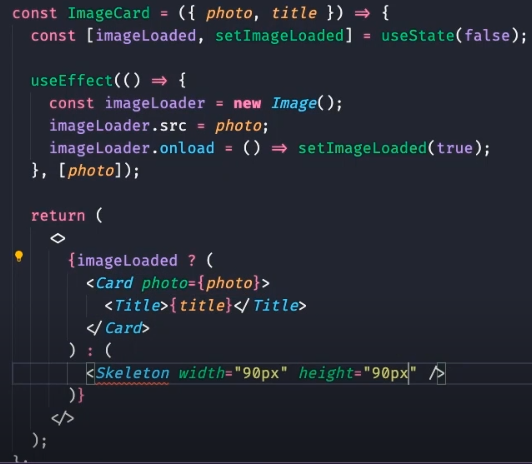 const ImageCard = ({ photo, title }) => {
const [imageLoaded, setImageLoaded] = useState(false);
useEffect(() => {
const imageLoader = new Image();
imageLoader.src = photo;
imageLoader.onload = () => setImageLoaded(true);
}, [photo]);
return (
<>
{imageLoaded ? (
<Card photo={photo}>
<Title>{title}</Title>
</Card>
) : (
<Skeleton width="90px" height="90px" />
)}
</>
);
};